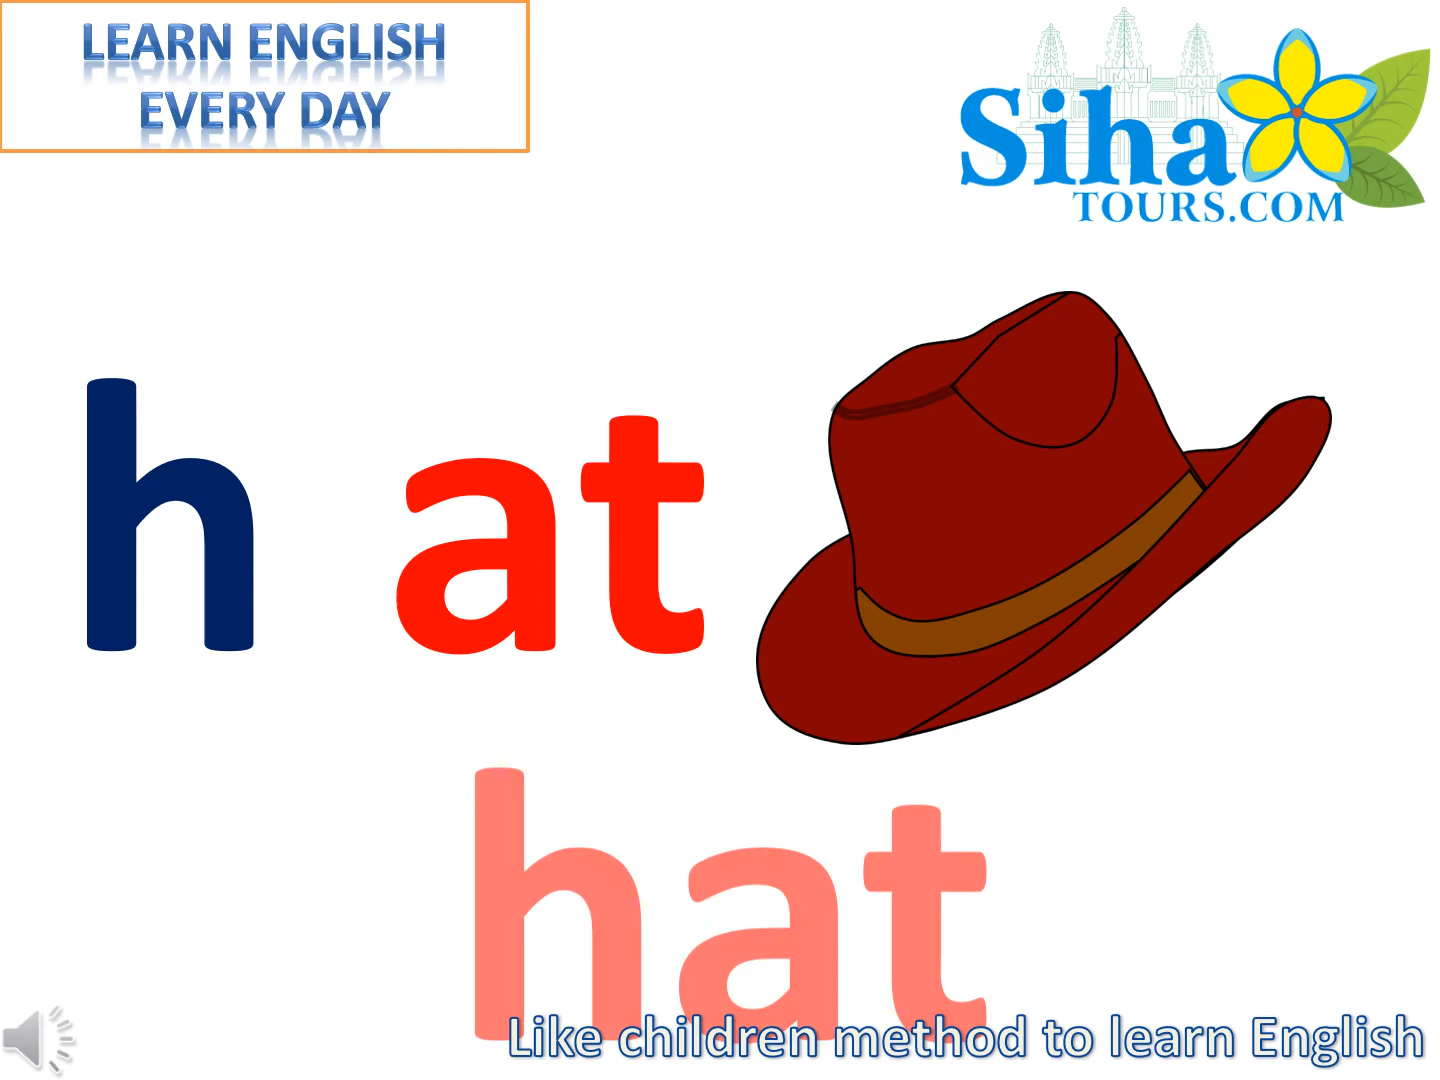 LEARN ENGLISH
EVERY DAY
Siha
TOURS.COM
h at
hat
Like children method to learn English